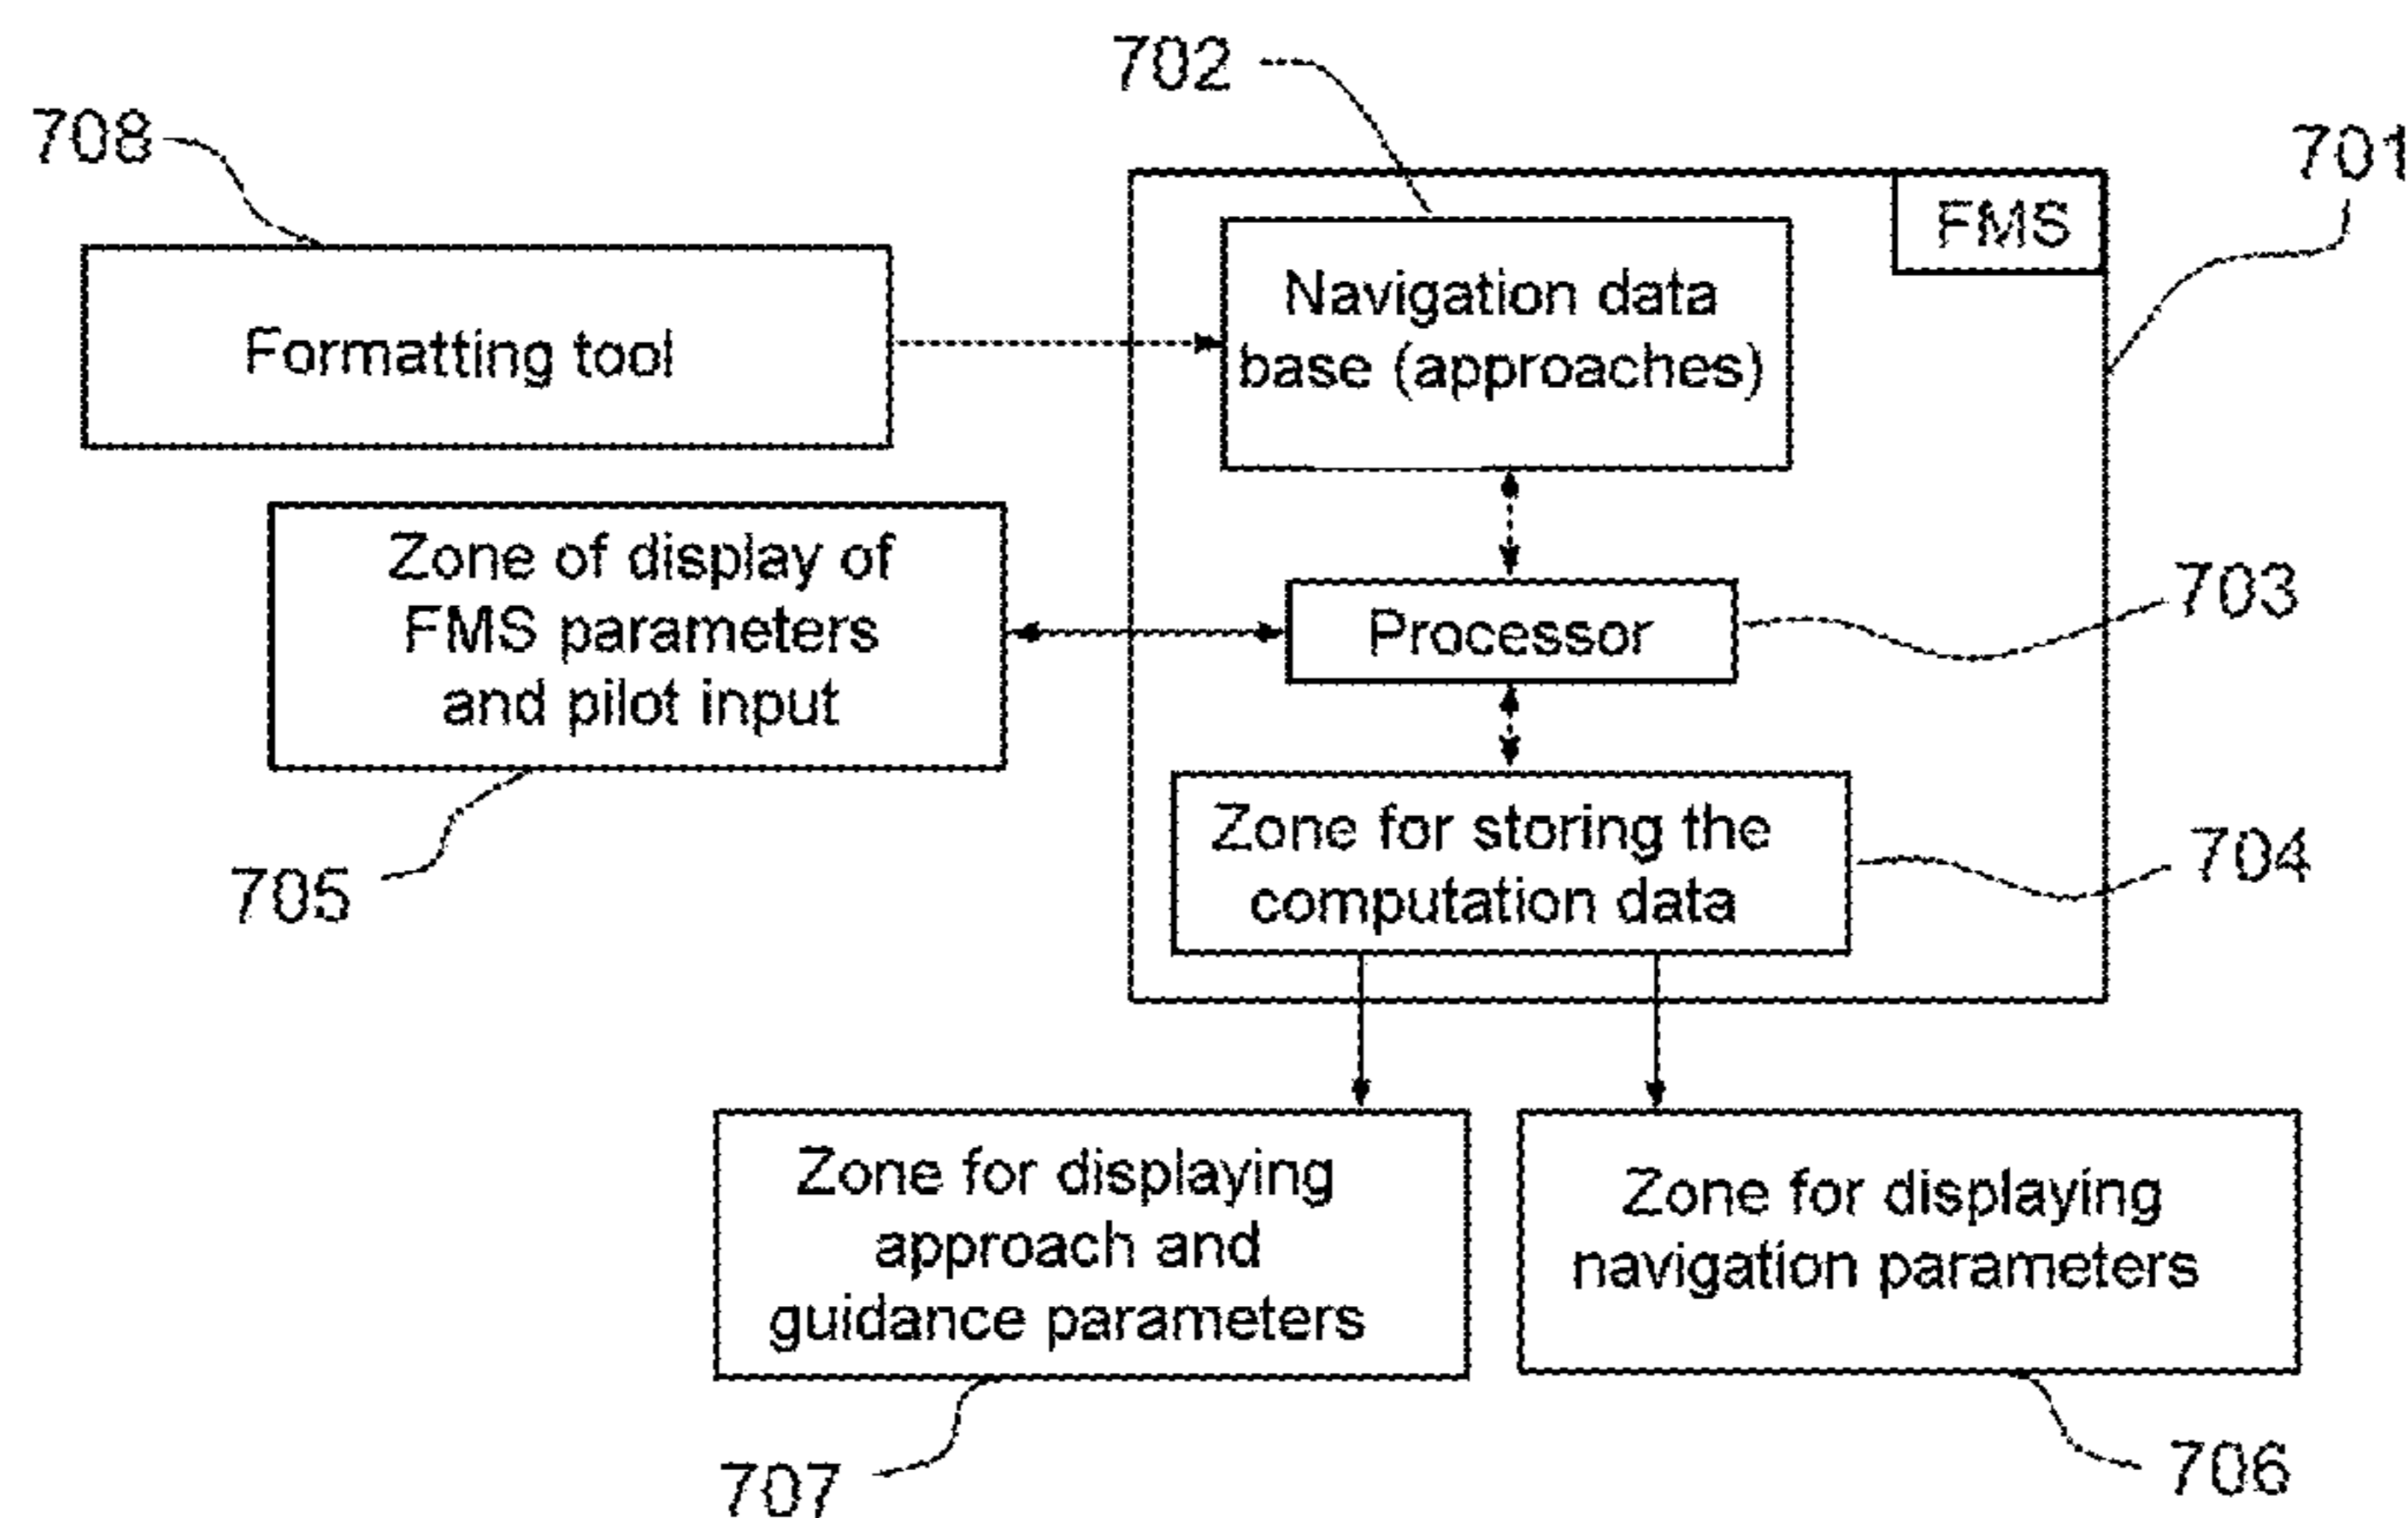 702
708
701
FMS
Navigation data
base (approaches)
Formatting tool
Zone of display of
FMS parameters
and pilot input
703
Processor
705
Zone for storing the
computation data
704
Zone for displaying
approach and
guidance parameters
Zone for displaying
navigation parameters
707
706